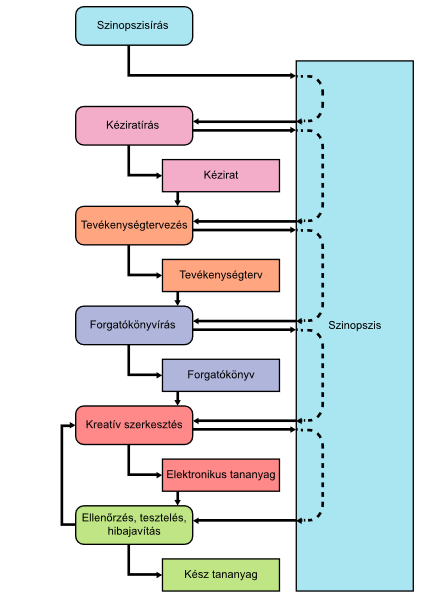 Szinopszisírás
Kéziratírás
Kézirat
Tevékenységtervezés
Tevékenységterv
Forgatókönyvírás
Szinopszis
Forgatókönyv
Kreatív szerkesztés
Elektronikus tananyag
Ellenőrzés, tesztelés,
hibajavítás
Kész tananyag